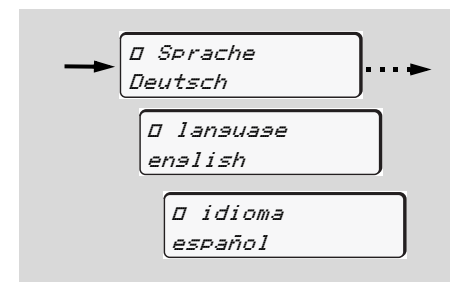 ▯ Sprache
Deutsch
▯ language
english
▯ idioma
español